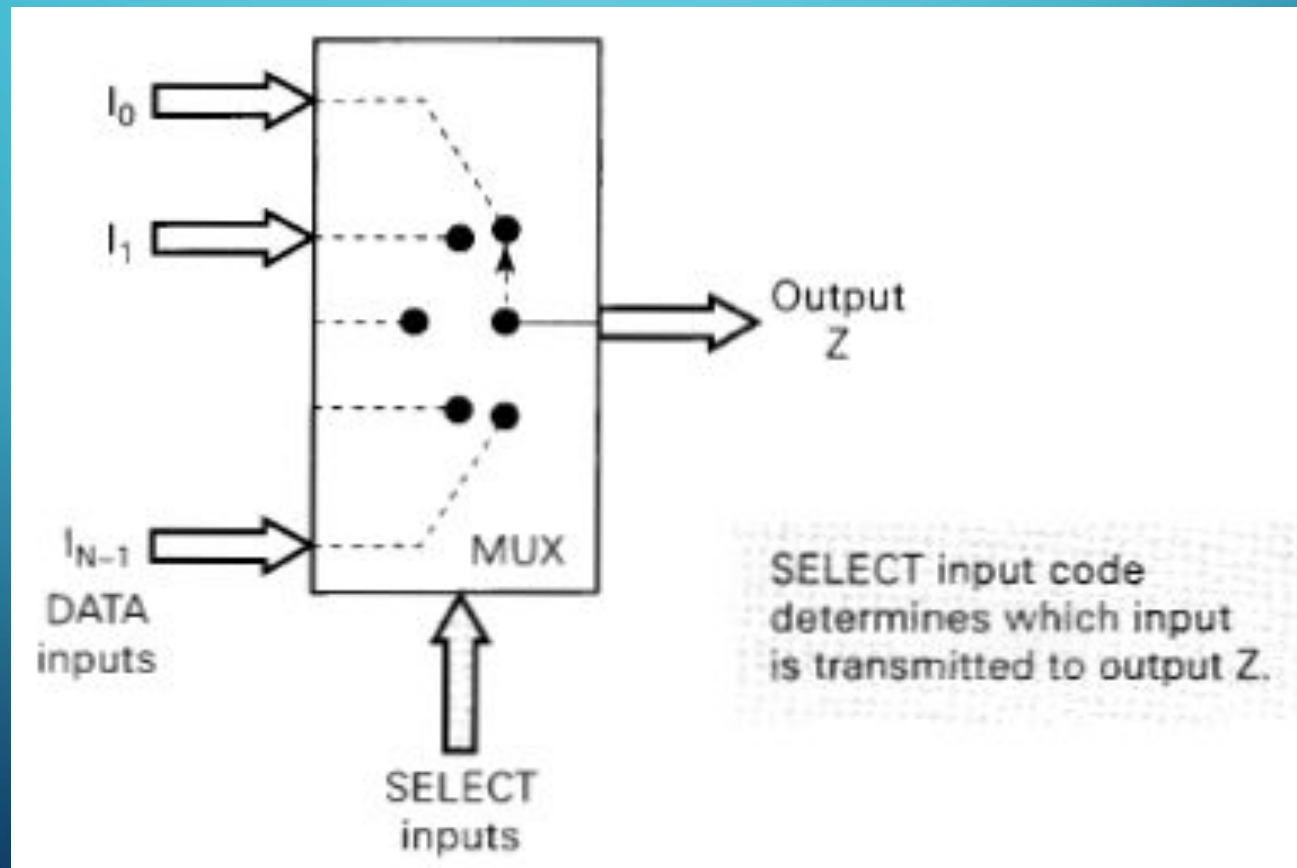 I₀
I₁
Output
Z
I_N−1
MUX
DATA
inputs
SELECT input code
determines which input
is transmitted to output Z.
SELECT
inputs